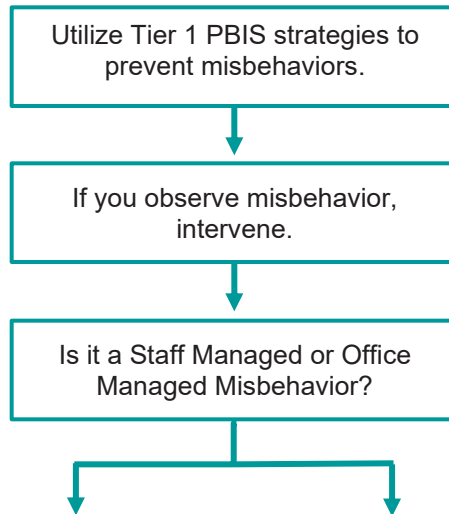 Utilize Tier 1 PBIS strategies to
prevent misbehaviors.
If you observe misbehavior,
intervene.
Is it a Staff Managed or Office
Managed Misbehavior?